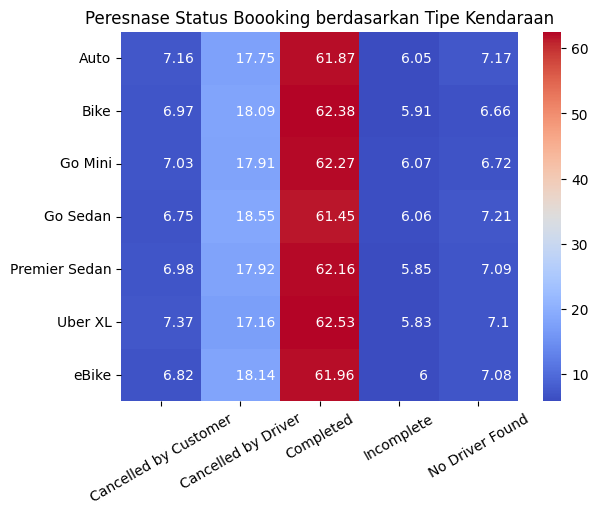 Peresnase Status Boooking berdasarkan Tipe Kendaraan
Auto 7.16 17.75 61.87 6.05 7.17
Bike 6.97 18.09 62.38 5.91 6.66
Go Mini 7.03 17.91 62.27 6.07 6.72
Go Sedan 6.75 18.55 61.45 6.06 7.21
Premier Sedan 6.98 17.92 62.16 5.85 7.09
Uber XL 7.37 17.16 62.53 5.83 7.1
eBike 6.82 18.14 61.96 6 7.08
Cancelled by Customer
Cancelled by Driver
Completed
Incomplete
No Driver Found
60
50
40
30
20
10